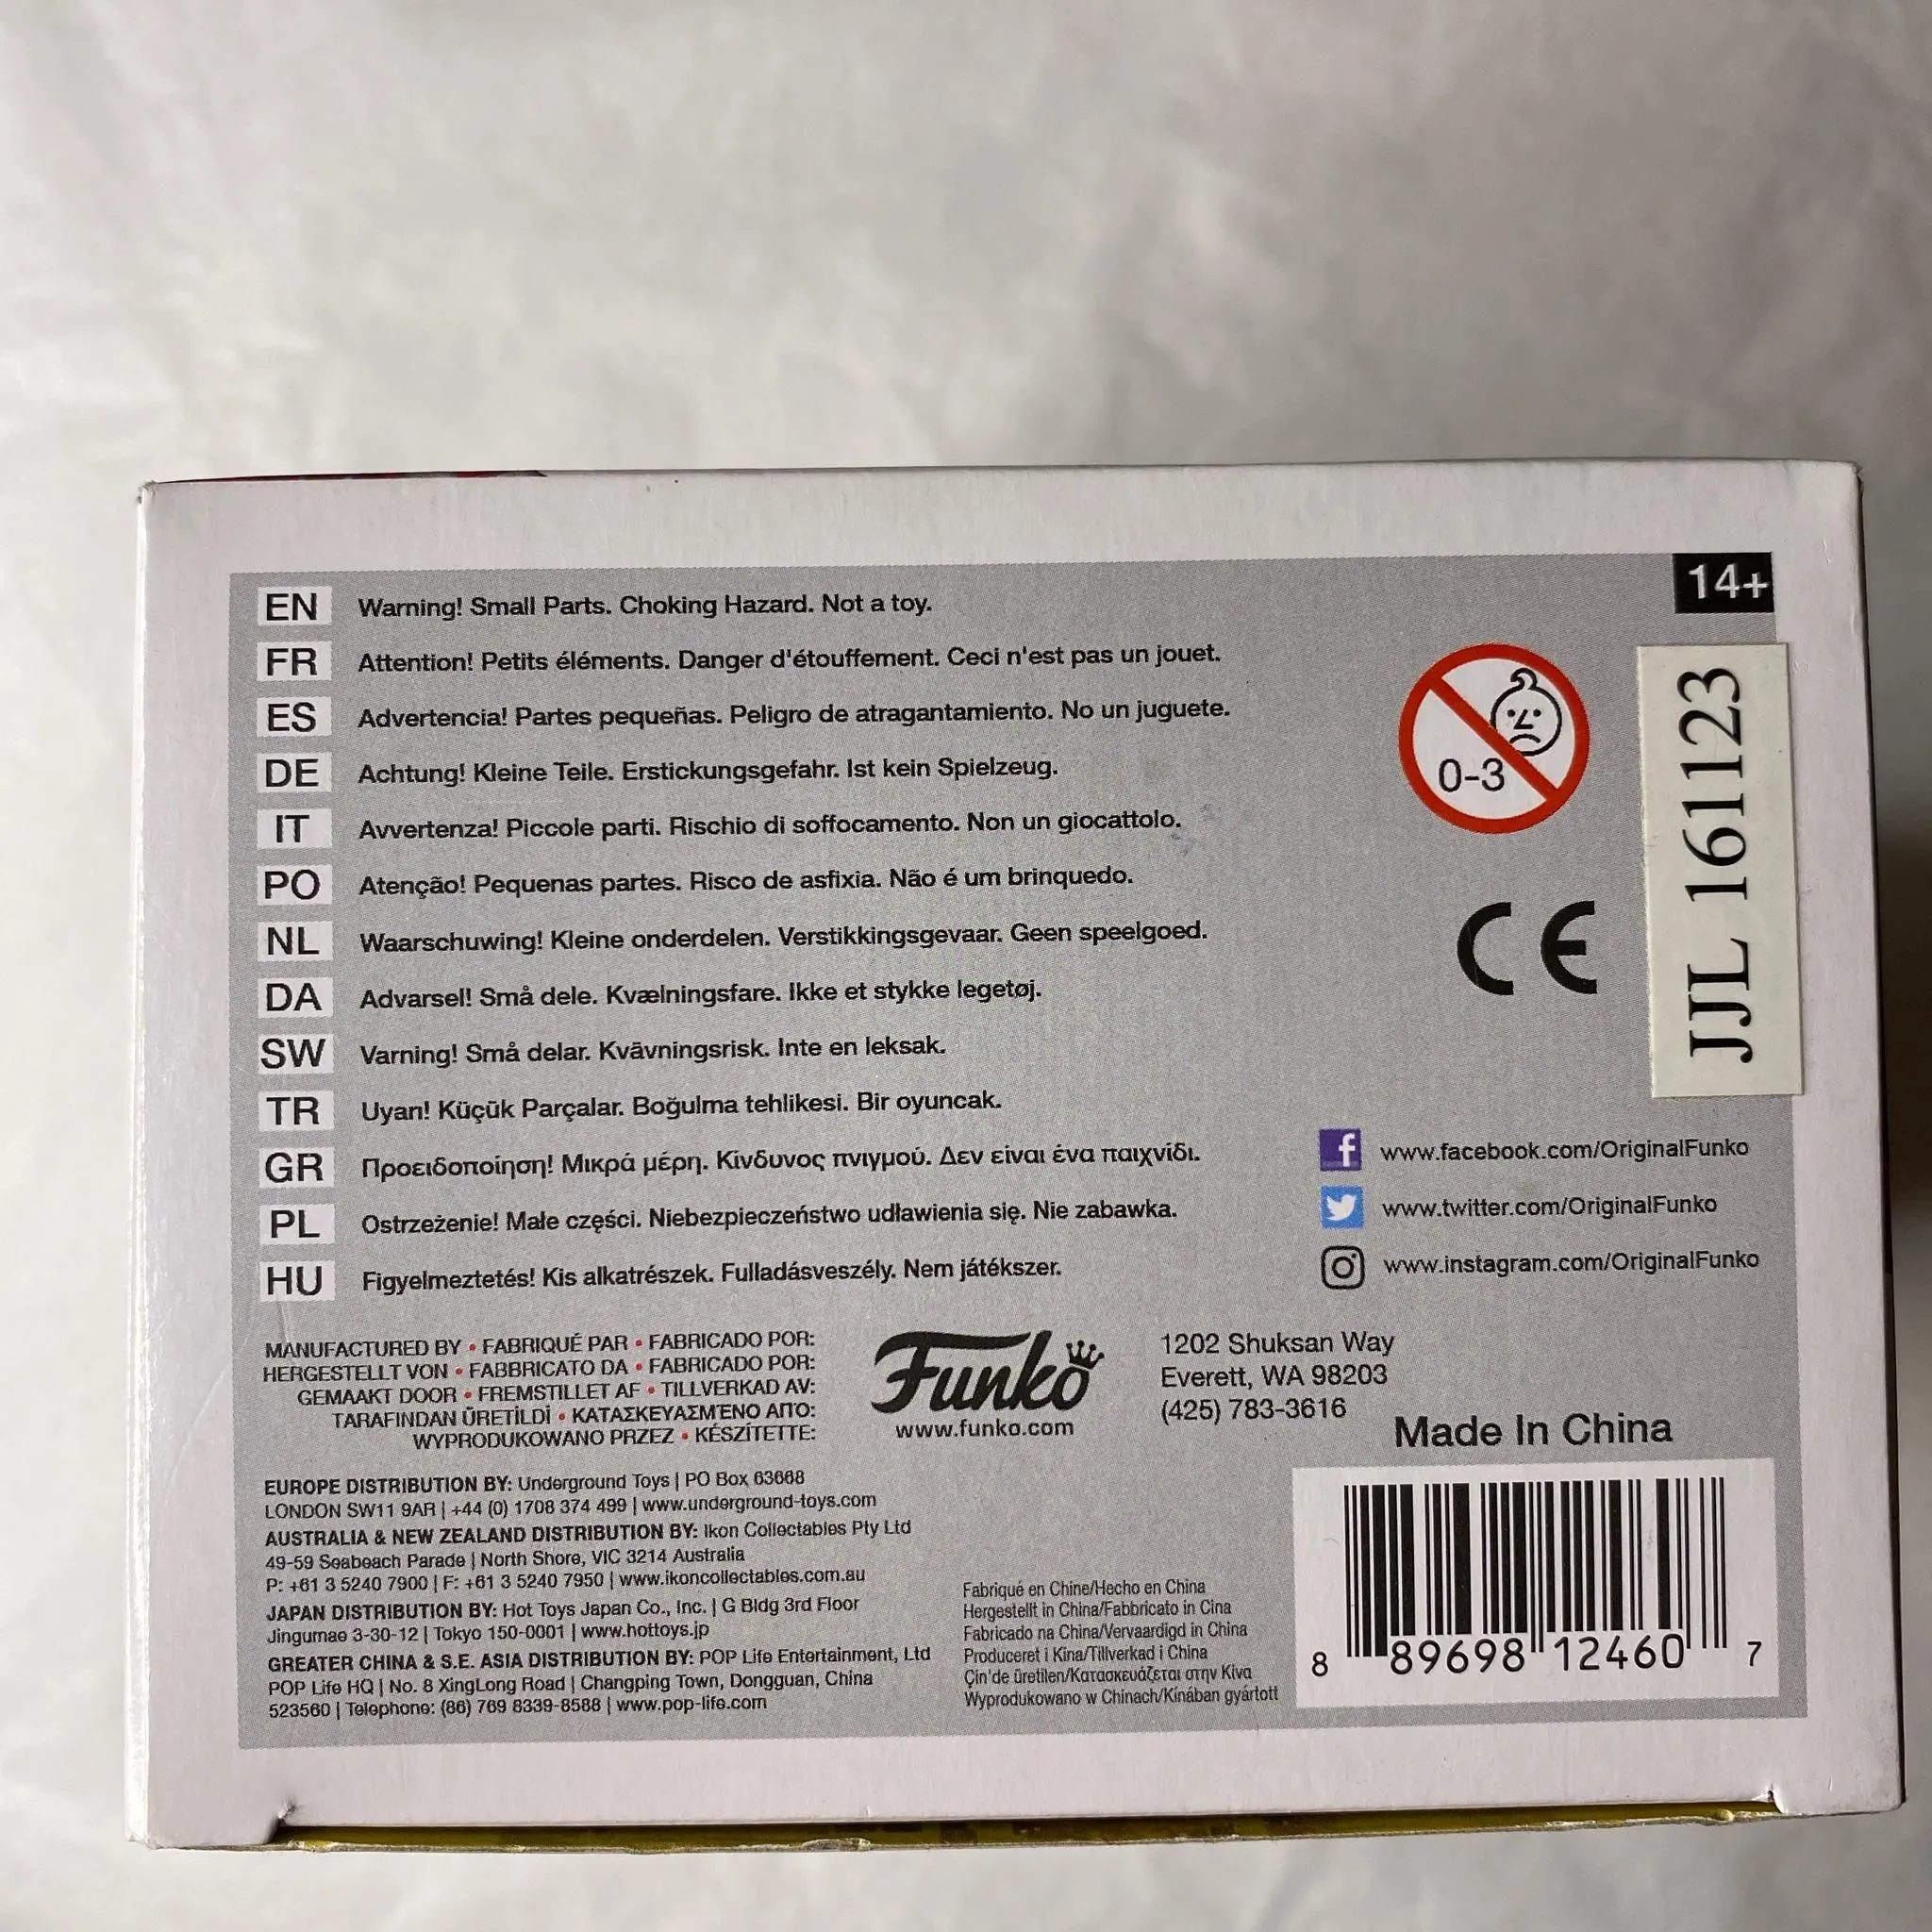 14+
EN Warning! Small Parts. Choking Hazard. Not a toy.
FR Attention! Petits éléments. Danger d'étouffement. Ceci n'est pas un jouet.
ES Advertencia! Partes pequeñas. Peligro de atragantamiento. No un juguete.
DE Achtung! Kleine Teile. Erstickungsgefahr. Ist kein Spielzeug.
IT Avvertenza! Piccole parti. Rischio di soffocamento. Non un giocattolo.
PO Atenção! Pequenas partes. Risco de asfixia. Não é um brinquedo.
NL Waarschuwing! Kleine onderdelen. Verstikkingsgevaar. Geen speelgoed.
DA Advarsel! Små dele. Kvælningsfare. Ikke et stykke legetøj.
SW Varning! Små delar. Kvävningsrisk. Inte en leksak.
TR Uyarı! Küçük Parçalar. Boğulma tehlikesi. Bir oyuncak.
GR Προειδοποίηση! Μικρά μέρη. Κίνδυνος πνιγμού. Δεν είναι ένα παιχνίδι.
PL Ostrzeżenie! Małe części. Niebezpieczeństwo udławienia się. Nie zabawka.
HU Figyelmeztetés! Kis alkatrészek. Fulladásveszély. Nem játékszer.
0-3
CE
JJL 161123
www.facebook.com/OriginalFunko
www.twitter.com/OriginalFunko
www.instagram.com/OriginalFunko
MANUFACTURED BY • FABRIQUÉ PAR • FABRICADO POR:
HERGESTELLT VON • FABBRICATO DA • FABRICADO POR:
GEMAAKT DOOR • FREMSTILLET AF • TILLVERKAD AV:
TARAFINDAN ÜRETİLDİ • ΚΑΤΑΣΚΕΥΑΣΜΈΝΟ ΑΠΌ:
WYPRODUKOWANO PRZEZ • KÉSZÍTETTE:
Funko
www.funko.com
1202 Shuksan Way
Everett, WA 98203
(425) 783-3616
Made In China
EUROPE DISTRIBUTION BY: Underground Toys | PO Box 63668
LONDON SW11 9AR | +44 (0) 1708 374 499 | www.underground-toys.com
AUSTRALIA & NEW ZEALAND DISTRIBUTION BY: Ikon Collectables Pty Ltd
49-59 Seabeach Parade | North Shore, VIC 3214 Australia
P: +61 3 5240 7900 | F: +61 3 5240 7950 | www.ikoncollectables.com.au
JAPAN DISTRIBUTION BY: Hot Toys Japan Co., Inc. | G Bldg 3rd Floor
Jingumae 3-30-12 | Tokyo 150-0001 | www.hottoys.jp
GREATER CHINA & S.E. ASIA DISTRIBUTION BY: POP Life Entertainment, Ltd
POP Life HQ | No. 8 XingLong Road | Changping Town, Dongguan, China
523560 | Telephone: (86) 769 8339-8588 | www.pop-life.com
Fabriqué en Chine/Hecho en China
Hergestellt in China/Fabbricato in Cina
Fabricado na China/Vervaardigd in China
Produceret i Kina/Tillverkad i China
Çin'de üretilen/Κατασκευάζεται στην Κίνα
Wyprodukowano w Chinach/Kínában gyártott
8 89698 12460 7